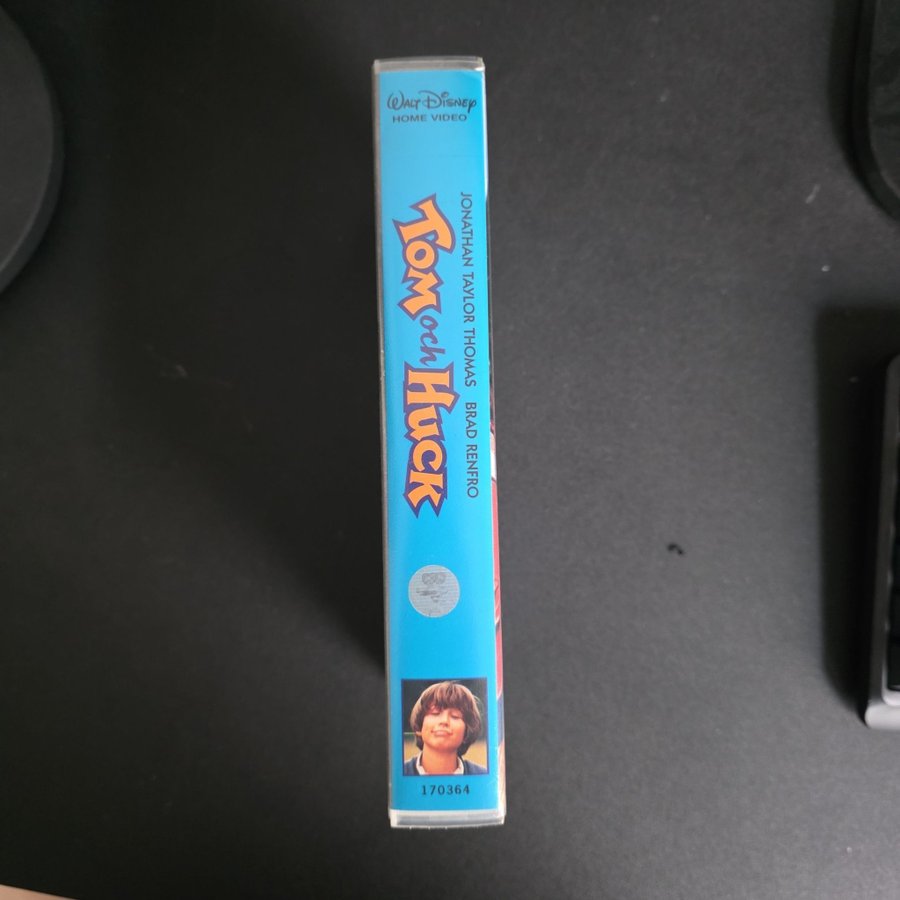 WALT DISNEY
HOME VIDEO
JONATHAN TAYLOR THOMAS BRAD RENFRO
TOM och HUCK
170364